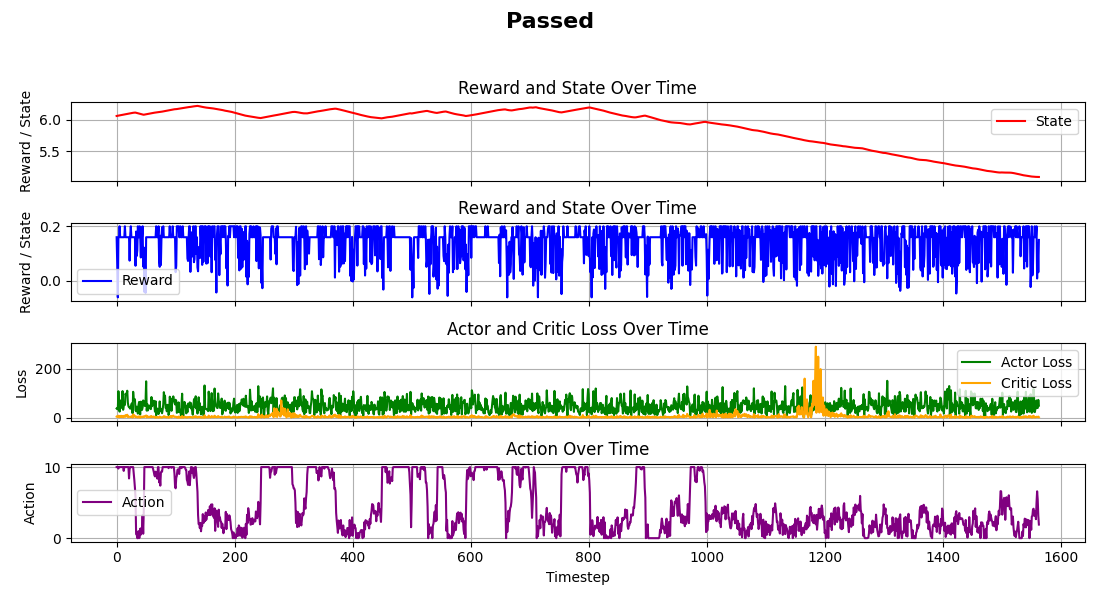 Passed
Reward and State Over Time
Reward / State
6.0
5.5
State
Reward and State Over Time
Reward / State
0.2
0.0
Reward
Actor and Critic Loss Over Time
Loss
200
0
Actor Loss
Critic Loss
Action Over Time
Action
10
0
Action
0 200 400 600 800 1000 1200 1400 1600
Timestep